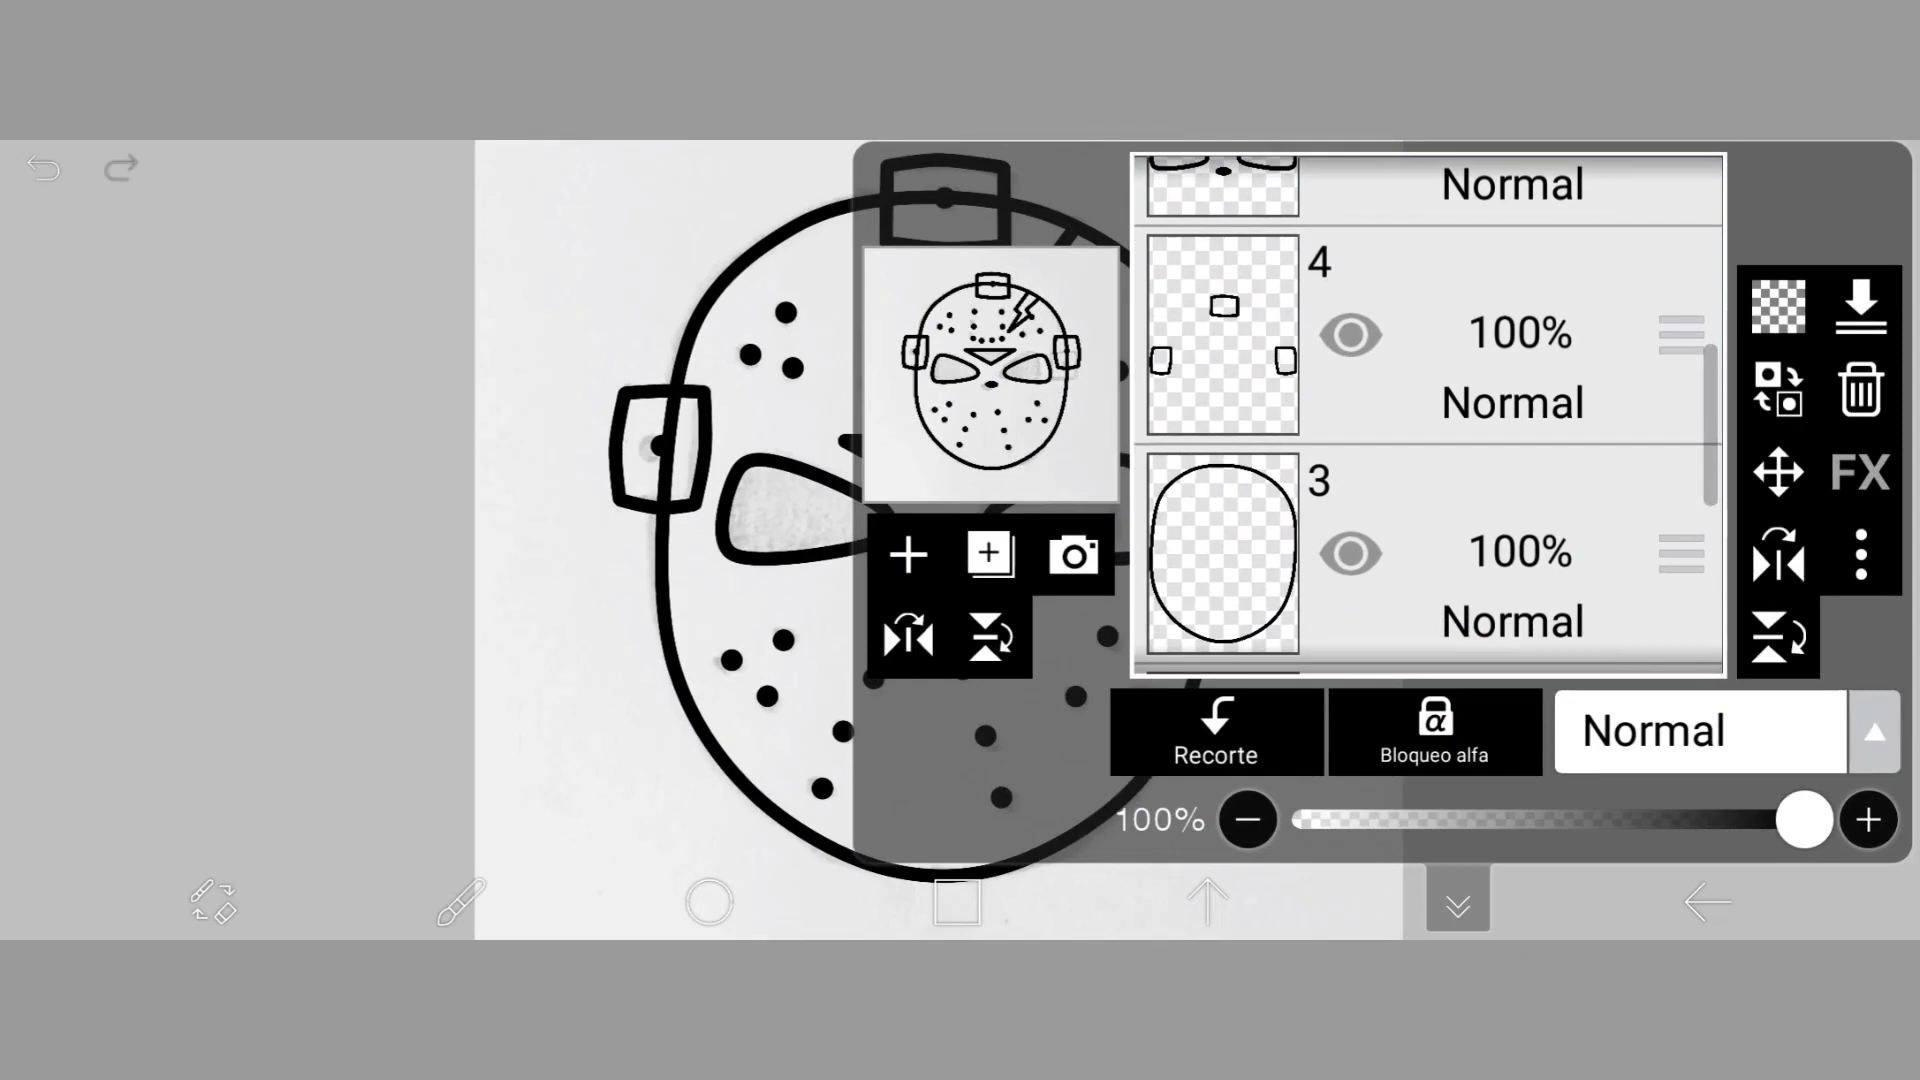 Normal
4
100%
Normal
3
100%
Normal
FX
Recorte
α
Bloqueo alfa
Normal
100%